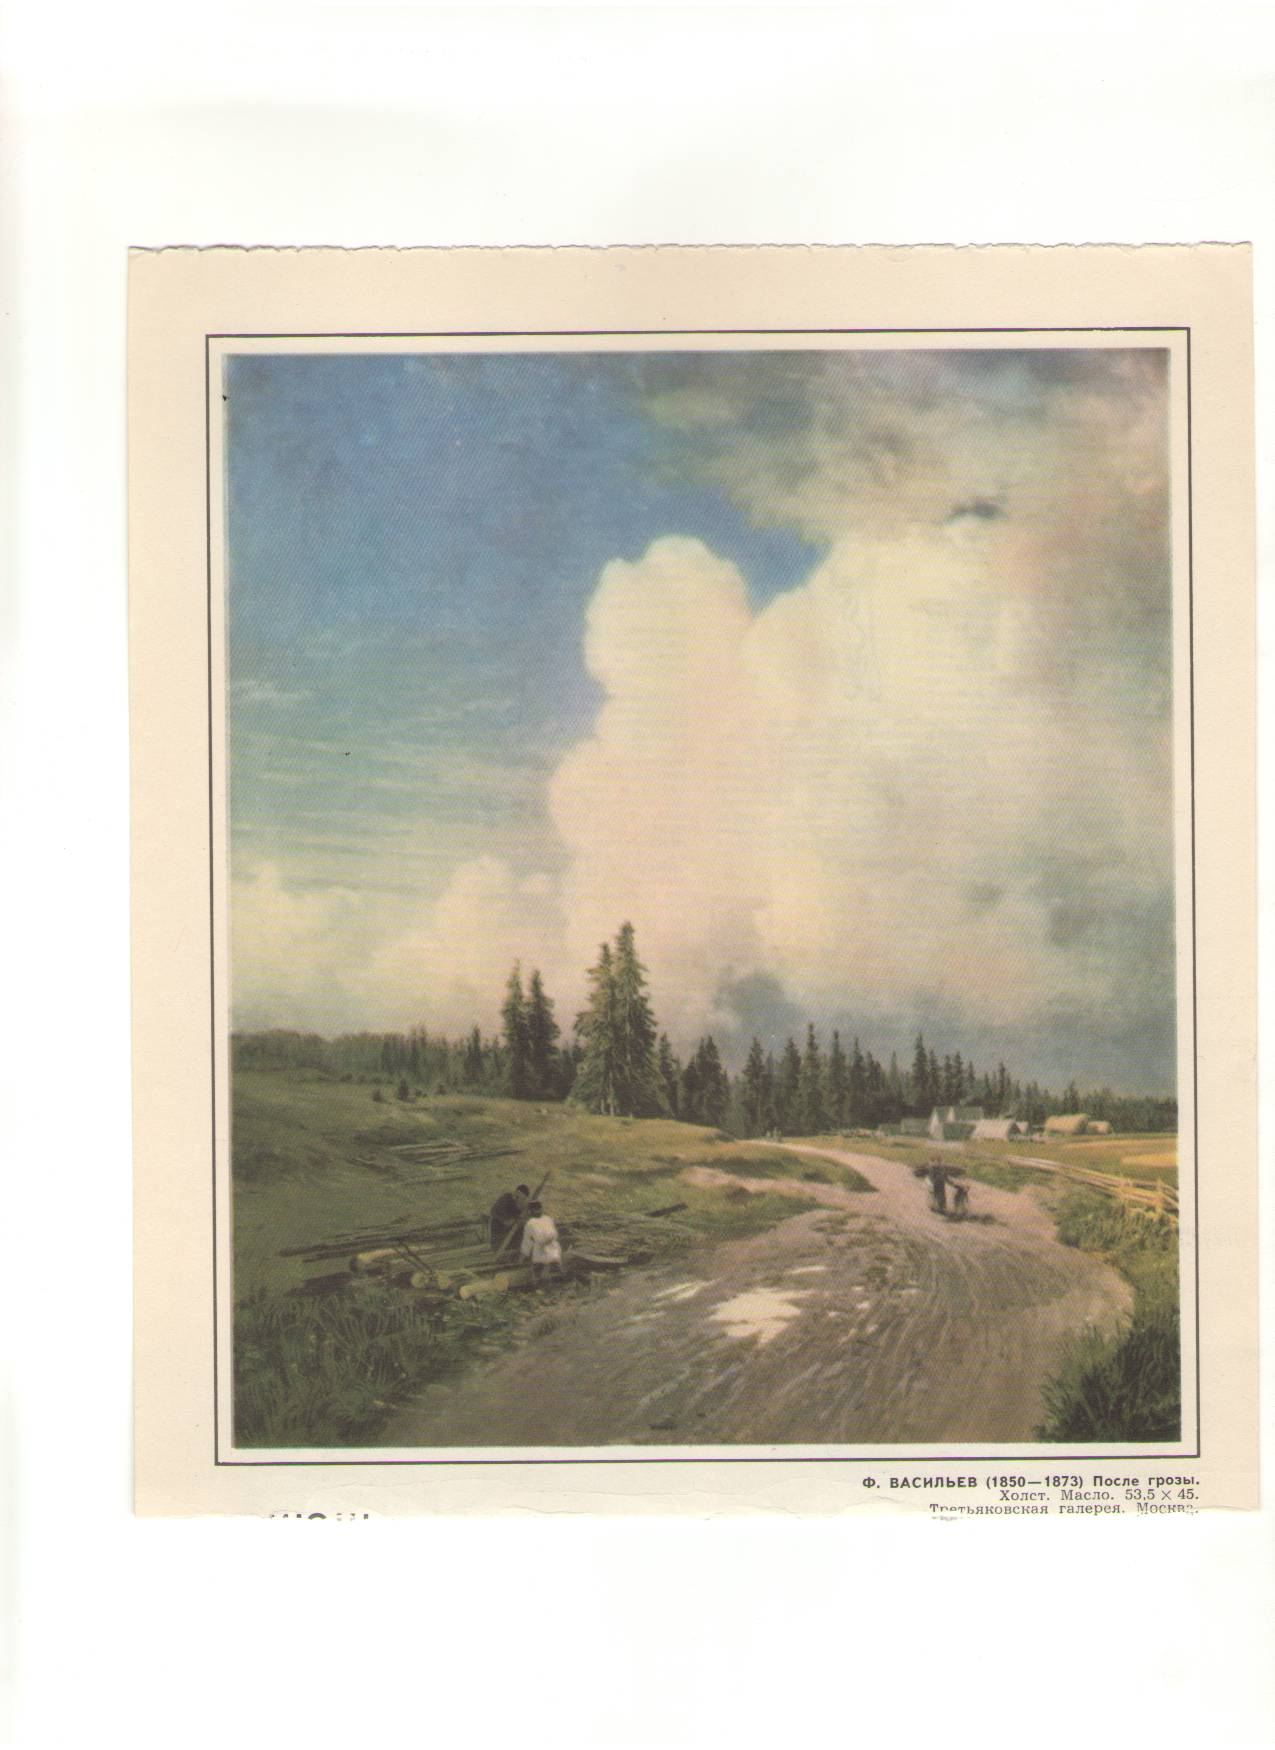 Ф. ВАСИЛЬЕВ (1850—1873) После грозы.
Холст. Масло. 53,5 × 45.
Третьяковская галерея. Москва.